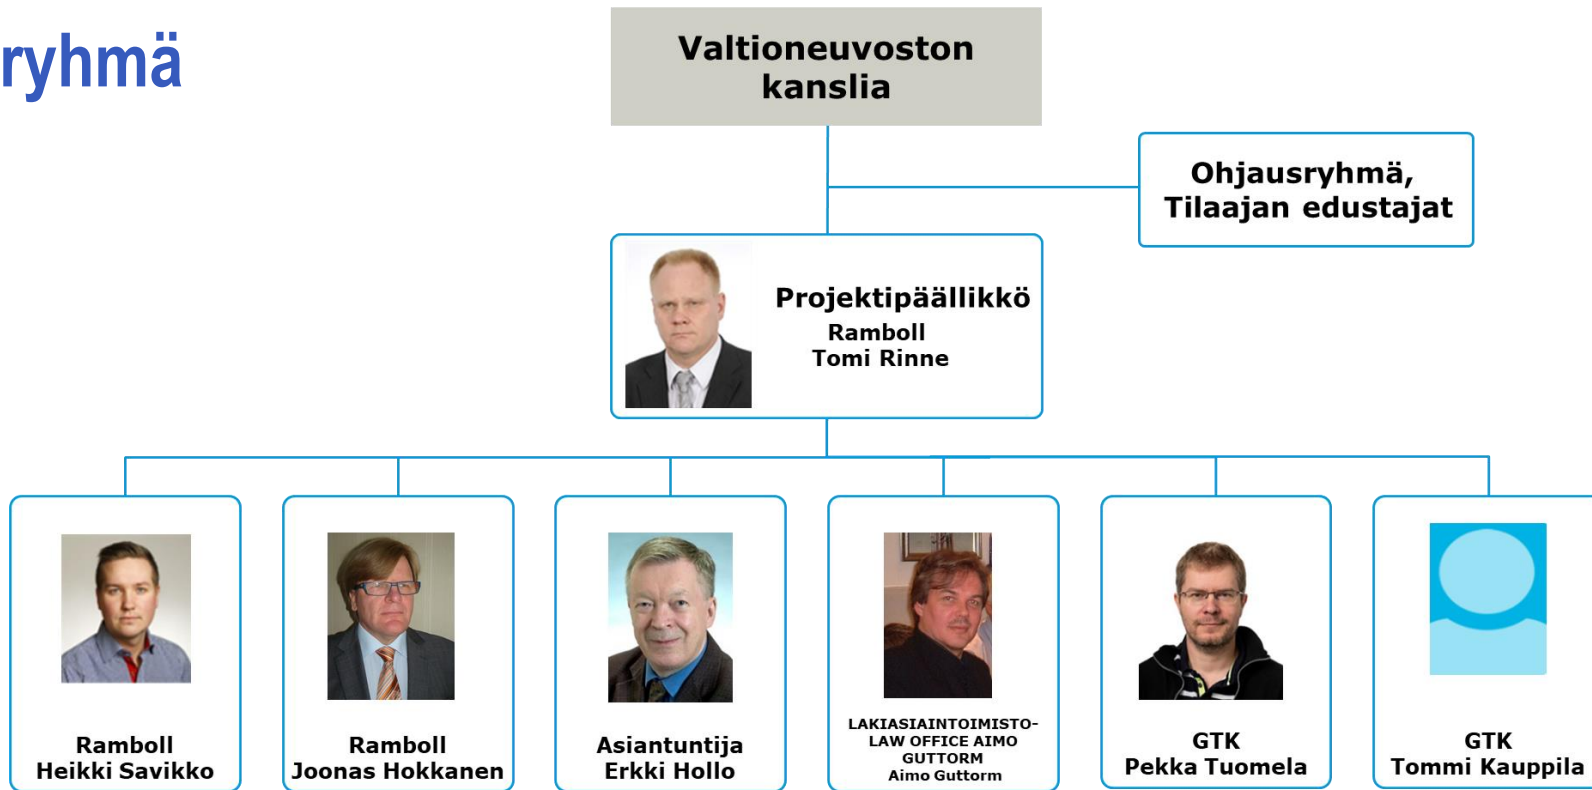 ryhmä
Valtioneuvoston
kanslia
Ohjausryhmä,
Tilaajan edustajat
Projektipäällikkö
Ramboll
Tomi Rinne
Ramboll
Heikki Savikko
Ramboll
Joonas Hokkanen
Asiantuntija
Erkki Hollo
LAKIASIAINTOIMISTO-
LAW OFFICE AIMO
GUTTORM
Aimo Guttorm
GTK
Pekka Tuomela
GTK
Tommi Kauppila